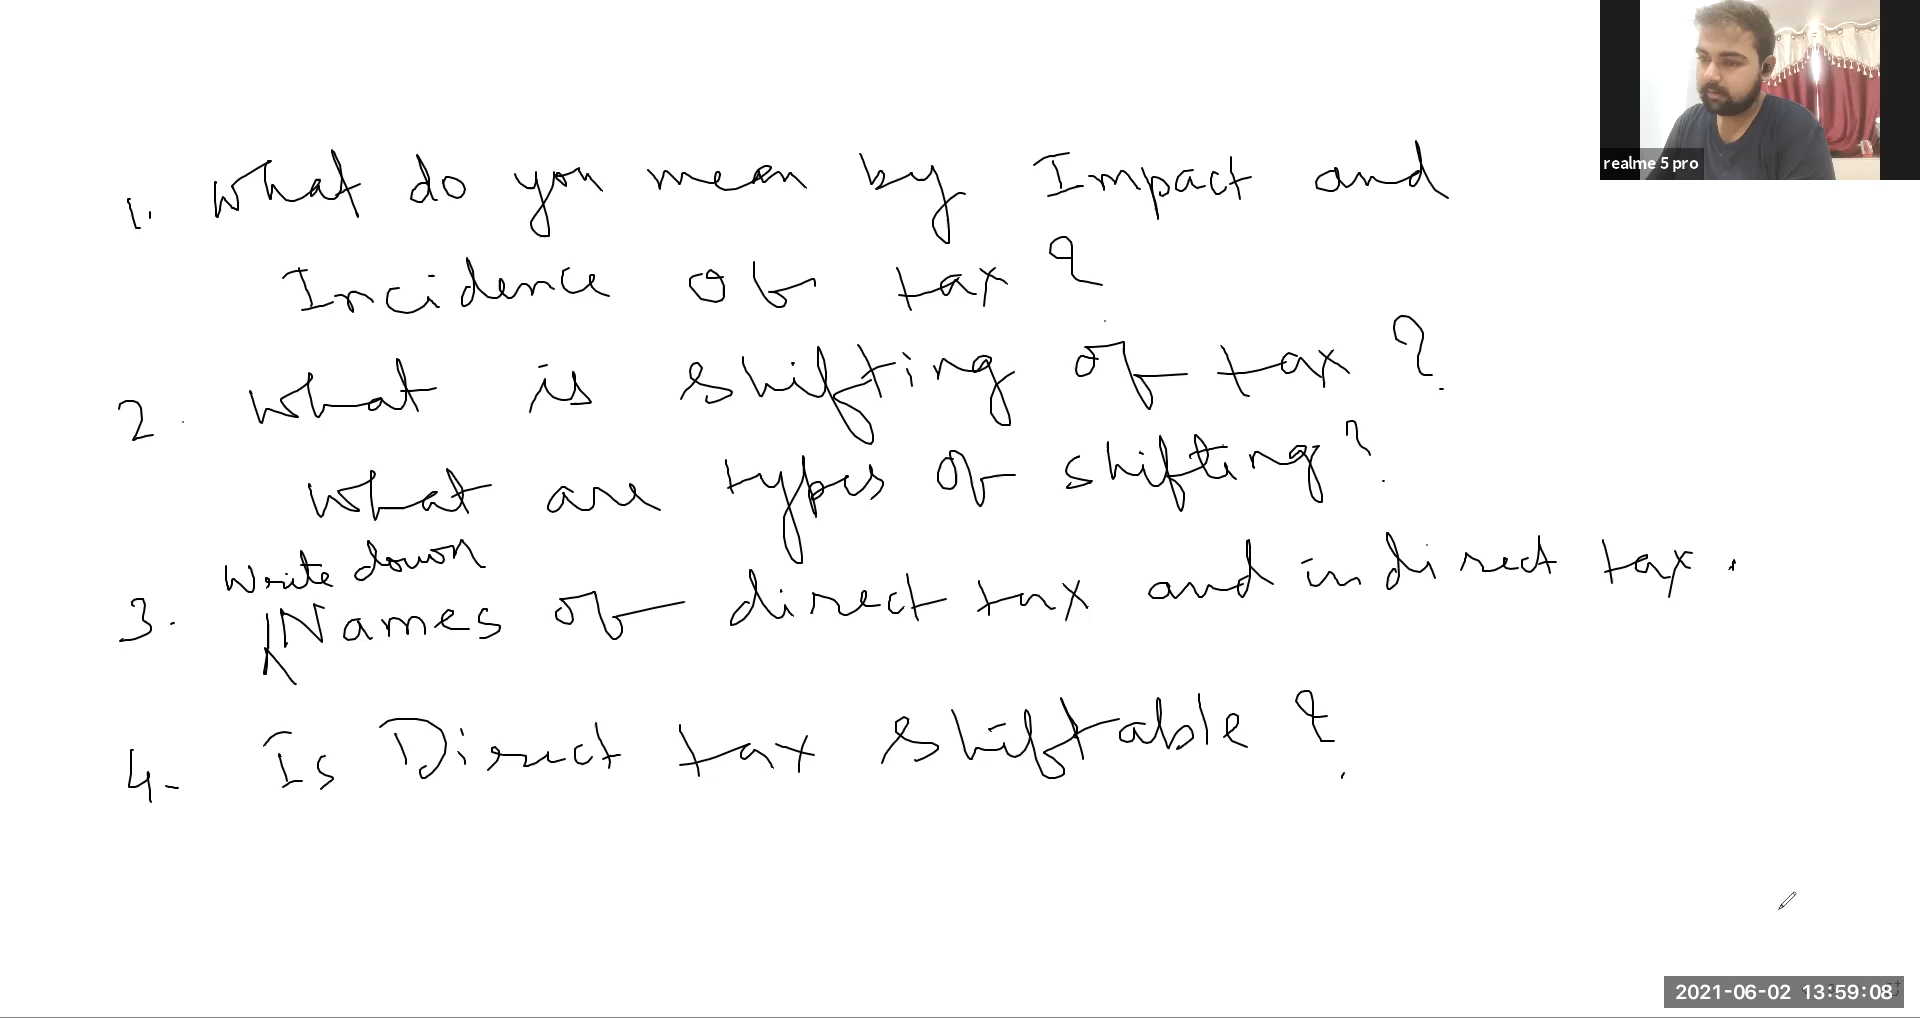 realme 5 pro
1. What do you mean by Impact and
Incidence of tax ?
2. What is shifting of tax ?
What are types of shifting ?
Write down
3. Names of direct tax and indirect tax .
4. Is Direct tax shiftable ?
2021-06-02 13:59:08